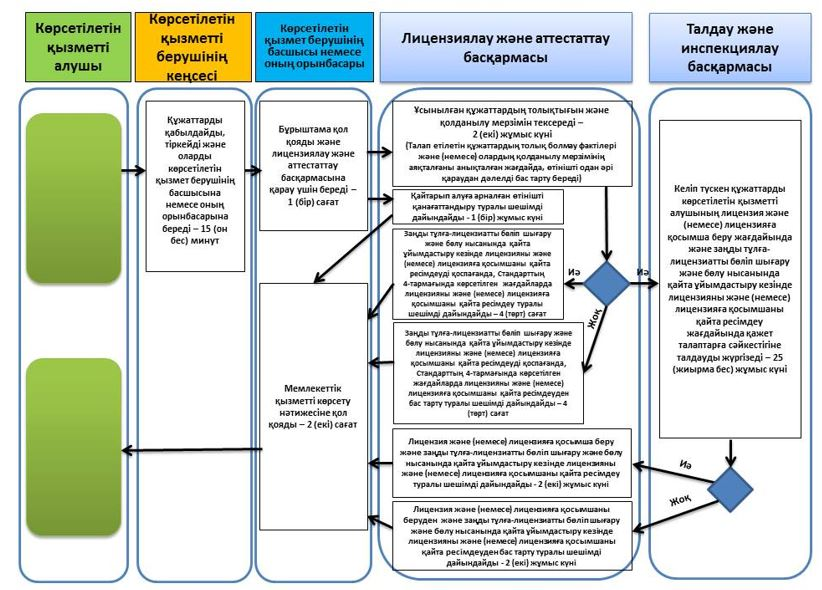 Көрсетілетін
қызметті
алушы
Көрсетілетін
қызметті
берушінің
кеңсесі
Көрсетілетін
қызмет берушінің
басшысы немесе
оның орынбасары
Лицензиялау және аттестаттау
басқармасы
Талдау және
инспекциялау
басқармасы
Құжаттарды
қабылдайды,
тіркейді және
оларды
көрсетілетін
қызмет берушінің
басшысына
немесе оның
орынбасарына
береді – 15 (он
бес) минут
Бұрыштама қол
қояды және
лицензиялау және
аттестаттау
басқармасына
қарау үшін береді –
1 (бір) сағат
Ұсынылған құжаттардың толықтығын және
қолданылу мерзімін тексереді –
2 (екі) жұмыс күні
(Талап етілетін құжаттардың толық болмау фактілері
және (немесе) олардың қолданылу мерзімінің
аяқталғаны анықталған жағдайда, өтінішті одан әрі
қараудан дәлелді бас тарту береді)
Қайтарып алуға арналған өтінішті
қанағаттандыру туралы шешімді
дайындайды - 1 (бір) жұмыс күні
Заңды тұлға-лицензиатты бөліп шығару
және бөлу нысанында қайта
ұйымдастыру кезінде лицензияны және
(немесе) лицензияға қосымшаны қайта
ресімдеуді қоспағанда, Стандарттың
4-тармағында көрсетілген жағдайларда
лицензияны және (немесе) лицензияға
қосымшаны қайта ресімдеу туралы
шешімді дайындайды – 4 (төрт) сағат
Иә
Иә
Жоқ
Заңды тұлға-лицензиатты бөліп шығару және
бөлу нысанында қайта ұйымдастыру кезінде
лицензияны және (немесе) лицензияға
қосымшаны қайта ресімдеуді қоспағанда,
Стандарттың 4-тармағында көрсетілген
жағдайларда лицензияны және (немесе)
лицензияға қосымшаны қайта ресімдеуден
бас тарту туралы шешімді дайындайды – 4
(төрт) сағат
Келіп түскен құжаттарды
көрсетілетін қызметті
алушының лицензия және
(немесе) лицензияға
қосымша беру жағдайында
және заңды тұлға-
лицензиатты бөліп шығару
және бөлу нысанында
қайта ұйымдастыру кезінде
лицензияны және (немесе)
лицензияға қосымшаны
қайта ресімдеу
жағдайында қажет
талаптарға сәйкестігіне
талдауды жүргізеді – 25
(жиырма бес) жұмыс күні
Мемлекеттік
қызметті көрсету
нәтижесіне қол
қояды – 2 (екі) сағат
Лицензия және (немесе) лицензияға қосымша беру
және заңды тұлға-лицензиатты бөліп шығару және бөлу
нысанында қайта ұйымдастыру кезінде лицензияны
және (немесе) лицензияға қосымшаны қайта ресімдеу
туралы шешімді дайындайды - 2 (екі) жұмыс күні
Иә
Жоқ
Лицензия және (немесе) лицензияға қосымшаны
беруден және заңды тұлға-лицензиатты бөліп шығару
және бөлу нысанында қайта ұйымдастыру кезінде
лицензияны және (немесе) лицензияға қосымшаны
қайта ресімдеуден бас тарту туралы шешімді
дайындайды - 2 (екі) жұмыс күні